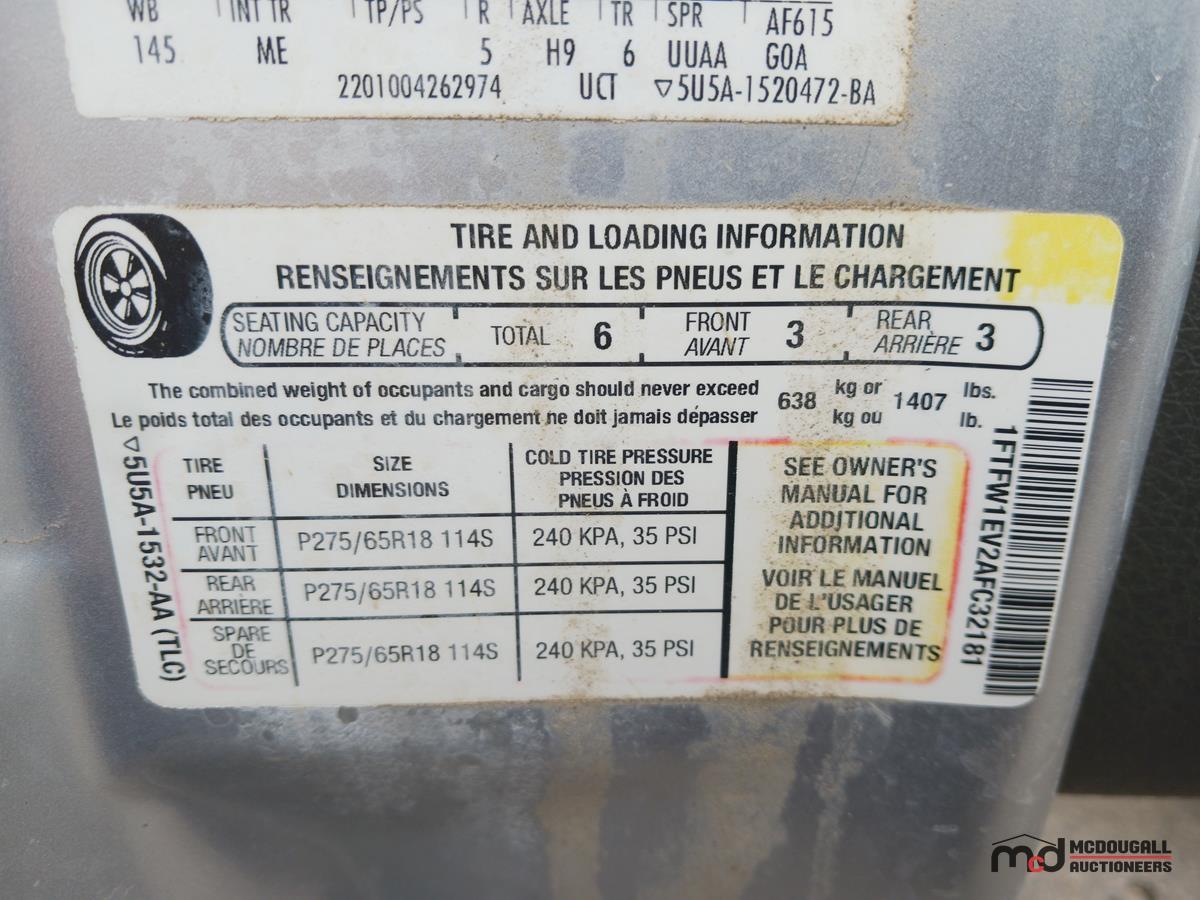 WB INT TR TP/PS R AXLE TR SPR AF615
145 ME 5 H9 6 UUAA GOA
2201004262974 UCT ▽5U5A-1520472-BA
TIRE AND LOADING INFORMATION
RENSEIGNEMENTS SUR LES PNEUS ET LE CHARGEMENT
SEATING CAPACITY
NOMBRE DE PLACES
TOTAL 6
FRONT
AVANT 3
REAR
ARRIÈRE 3
The combined weight of occupants and cargo should never exceed 638 kg or 1407 lbs.
Le poids total des occupants et du chargement ne doit jamais dépasser kg ou lb.
TIRE
PNEU
SIZE
DIMENSIONS
COLD TIRE PRESSURE
PRESSION DES
PNEUS À FROID
FRONT
AVANT
P275/65R18 114S
240 KPA, 35 PSI
REAR
ARRIÈRE
P275/65R18 114S
240 KPA, 35 PSI
SPARE
DE
SECOURS
P275/65R18 114S
240 KPA, 35 PSI
SEE OWNER'S
MANUAL FOR
ADDITIONAL
INFORMATION
VOIR LE MANUEL
DE L'USAGER
POUR PLUS DE
RENSEIGNEMENTS
▽5U5A-1532-AA (TLC)
1FTFW1EV2AFC32181
mcd MCDOUGALL
AUCTIONEERS